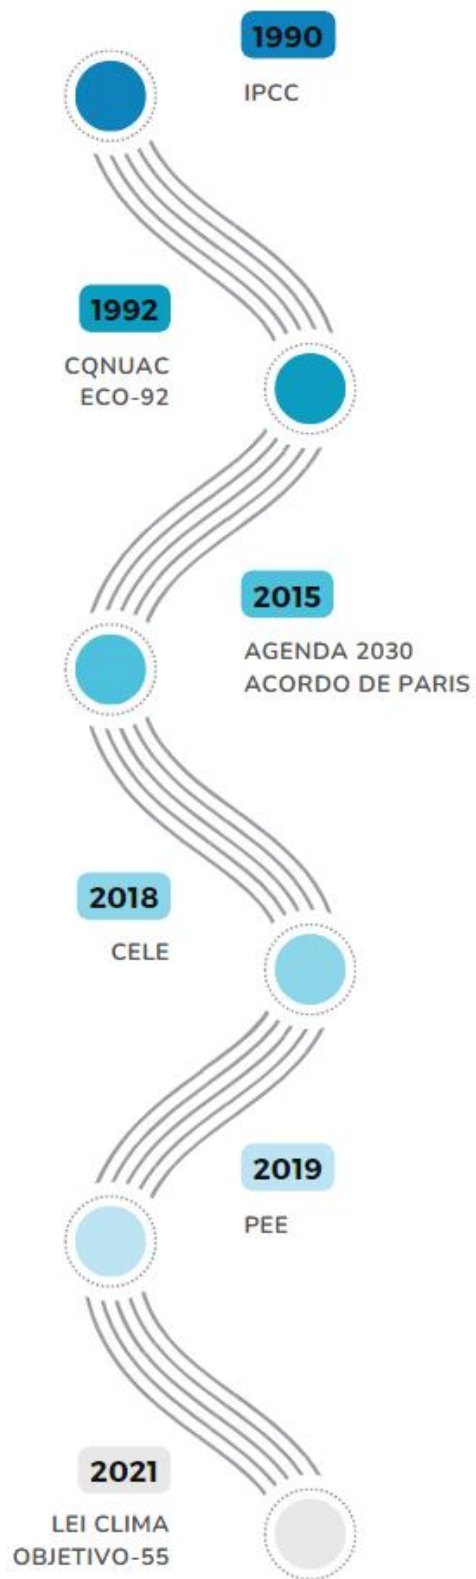 1990
IPCC
1992
CQNUAC
ECO-92
2015
AGENDA 2030
ACORDO DE PARIS
2018
CELE
2019
PEE
2021
LEI CLIMA
OBJETIVO-55